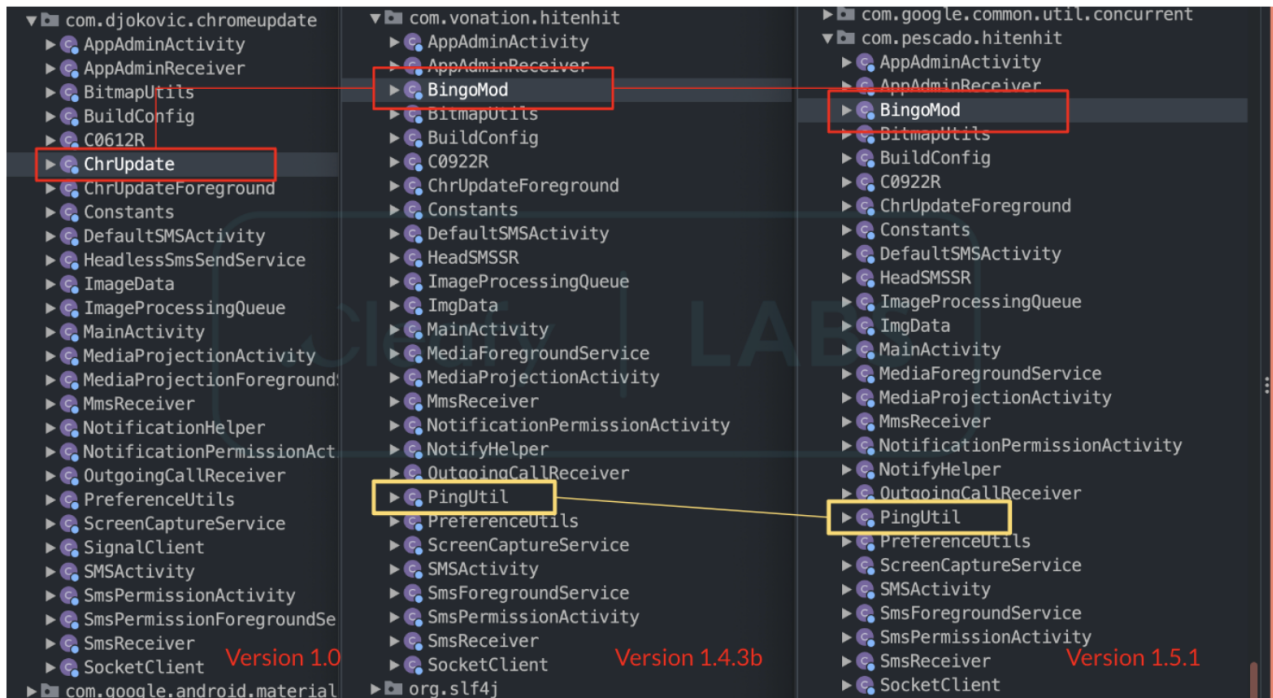 com.djokovic.chromeupdate
AppAdminActivity
AppAdminReceiver
BitmapUtils
BuildConfig
C0612R
ChrUpdate
ChrUpdateForeground
Constants
DefaultSMSActivity
HeadlessSmsSendService
ImageData
ImageProcessingQueue
MainActivity
MediaProjectionActivity
MediaProjectionForeground
MmsReceiver
NotificationHelper
NotificationPermissionAct
OutgoingCallReceiver
PreferenceUtils
ScreenCaptureService
SignalClient
SMSActivity
SmsPermissionActivity
SmsPermissionForegroundSe
SmsReceiver
SocketClient
com.google.android.material
Version 1.0
com.vonation.hitenhit
AppAdminActivity
AppAdminReceiver
BingoMod
BitmapUtils
BuildConfig
C0922R
ChrUpdateForeground
Constants
DefaultSMSActivity
HeadSMSSR
ImageProcessingQueue
ImgData
MainActivity
MediaForegroundService
MediaProjectionActivity
MmsReceiver
NotificationPermissionActivity
NotifyHelper
OutgoingCallReceiver
PingUtil
PreferenceUtils
ScreenCaptureService
SMSActivity
SmsForegroundService
SmsPermissionActivity
SmsReceiver
SocketClient
org.slf4j
Version 1.4.3b
com.google.common.util.concurrent
com.pescado.hitenhit
AppAdminActivity
AppAdminReceiver
BingoMod
BitmapUtils
BuildConfig
C0922R
ChrUpdateForeground
Constants
DefaultSMSActivity
HeadSMSSR
ImageProcessingQueue
ImgData
MainActivity
MediaForegroundService
MediaProjectionActivity
MmsReceiver
NotificationPermissionActivity
NotifyHelper
OutgoingCallReceiver
PingUtil
PreferenceUtils
ScreenCaptureService
SMSActivity
SmsForegroundService
SmsPermissionActivity
SmsReceiver
SocketClient
Version 1.5.1
Cleafy LABS